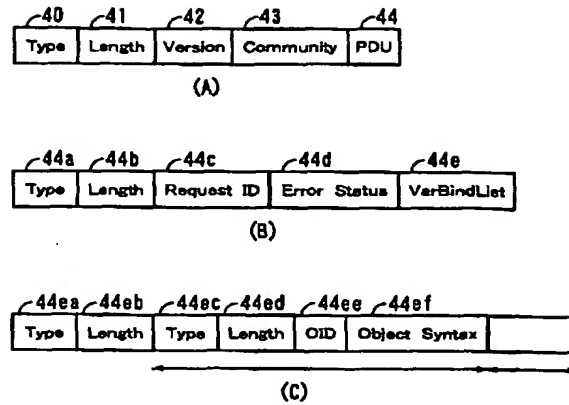 40 41 42 43 44
Type Length Version Community PDU
(A)
44a 44b 44c 44d 44e
Type Length Request ID Error Status VarBindList
(B)
44ea 44eb 44ec 44ed 44ee 44ef
Type Length Type Length OID Object Syntax
(C)